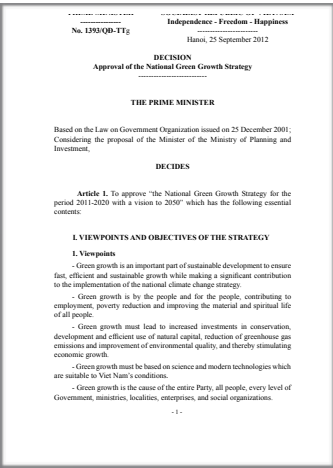 No. 1393/QĐ-TTg
Independence - Freedom - Happiness
Hanoi, 25 September 2012
DECISION
Approval of the National Green Growth Strategy
THE PRIME MINISTER
Based on the Law on Government Organization issued on 25 December 2001;
Considering the proposal of the Minister of the Ministry of Planning and
Investment,
DECIDES
Article 1. To approve “the National Green Growth Strategy for the
period 2011-2020 with a vision to 2050” which has the following essential
contents:
I. VIEWPOINTS AND OBJECTIVES OF THE STRATEGY
1. Viewpoints
- Green growth is an important part of sustainable development to ensure
fast, efficient and sustainable growth while making a significant contribution
to the implementation of the national climate change strategy.
- Green growth is by the people and for the people, contributing to
employment, poverty reduction and improving the material and spiritual life
of all people.
- Green growth must lead to increased investments in conservation,
development and efficient use of natural capital, reduction of greenhouse gas
emissions and improvement of environmental quality, and thereby stimulating
economic growth.
- Green growth must be based on science and modern technologies which
are suitable to Viet Nam’s conditions.
- Green growth is the cause of the entire Party, all people, every level of
Government, ministries, localities, enterprises, and social organizations.
- 1 -